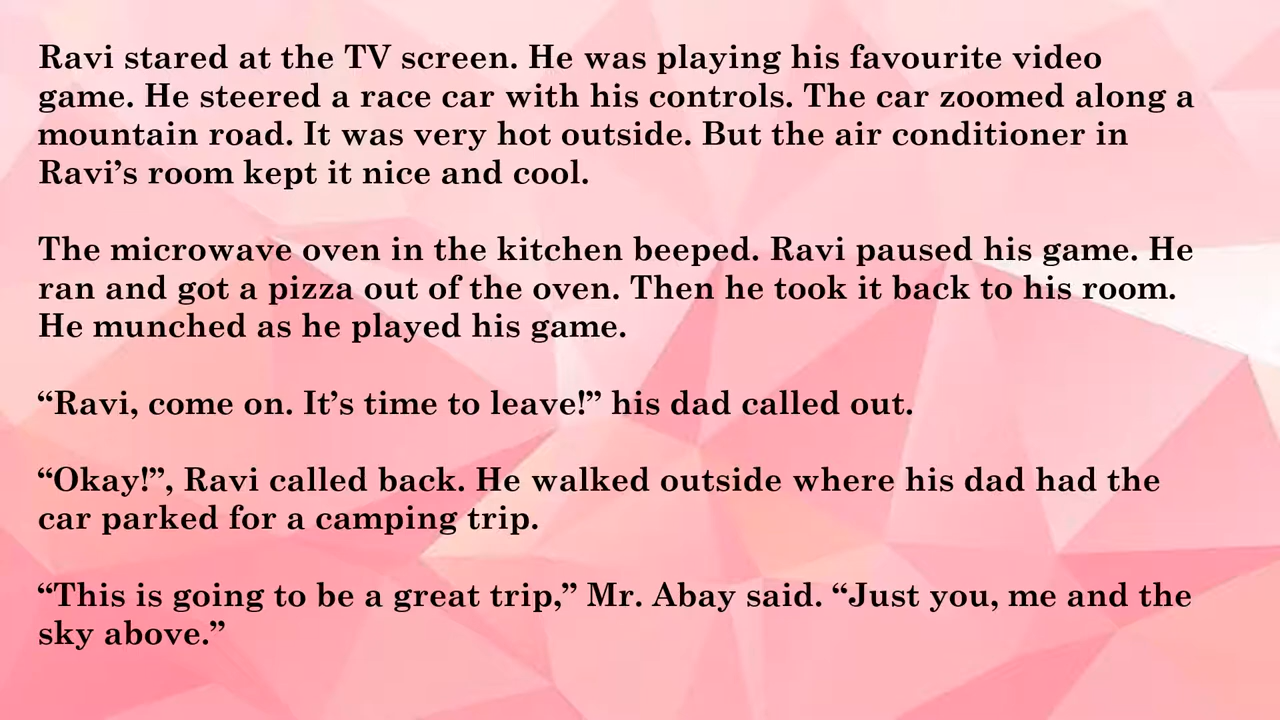 Ravi stared at the TV screen. He was playing his favourite video
game. He steered a race car with his controls. The car zoomed along a
mountain road. It was very hot outside. But the air conditioner in
Ravi’s room kept it nice and cool.
The microwave oven in the kitchen beeped. Ravi paused his game. He
ran and got a pizza out of the oven. Then he took it back to his room.
He munched as he played his game.
“Ravi, come on. It’s time to leave!” his dad called out.
“Okay!”, Ravi called back. He walked outside where his dad had the
car parked for a camping trip.
“This is going to be a great trip,” Mr. Abay said. “Just you, me and the
sky above.”